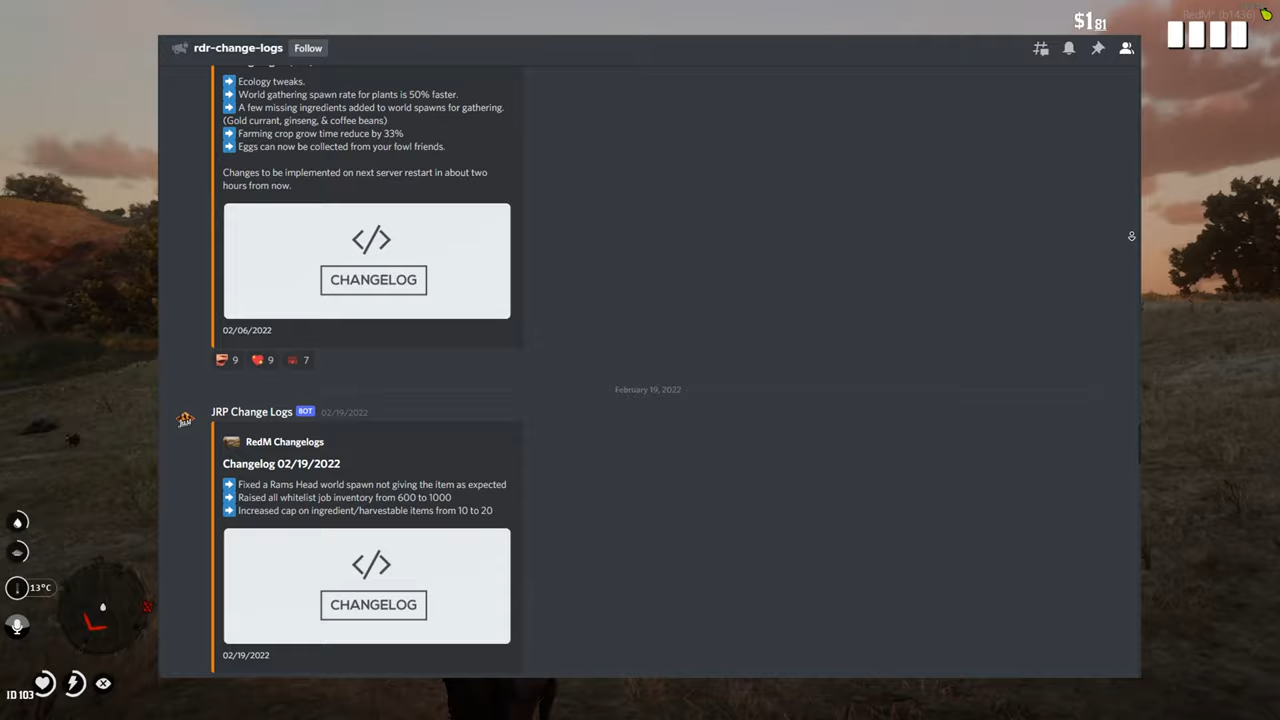 $1 81
RedM* (b1436)
rdr-change-logs Follow
Ecology tweaks.
World gathering spawn rate for plants is 50% faster.
A few missing ingredients added to world spawns for gathering.
(Gold currant, ginseng, & coffee beans)
Farming crop grow time reduce by 33%
Eggs can now be collected from your fowl friends.
Changes to be implemented on next server restart in about two
hours from now.
</>
CHANGELOG
02/06/2022
9 9 7
February 19, 2022
JRP Change Logs BOT 02/19/2022
RedM Changelogs
Changelog 02/19/2022
Fixed a Rams Head world spawn not giving the item as expected
Raised all whitelist job inventory from 600 to 1000
Increased cap on ingredient/harvestable items from 10 to 20
</>
CHANGELOG
02/19/2022
13°C
ID 103